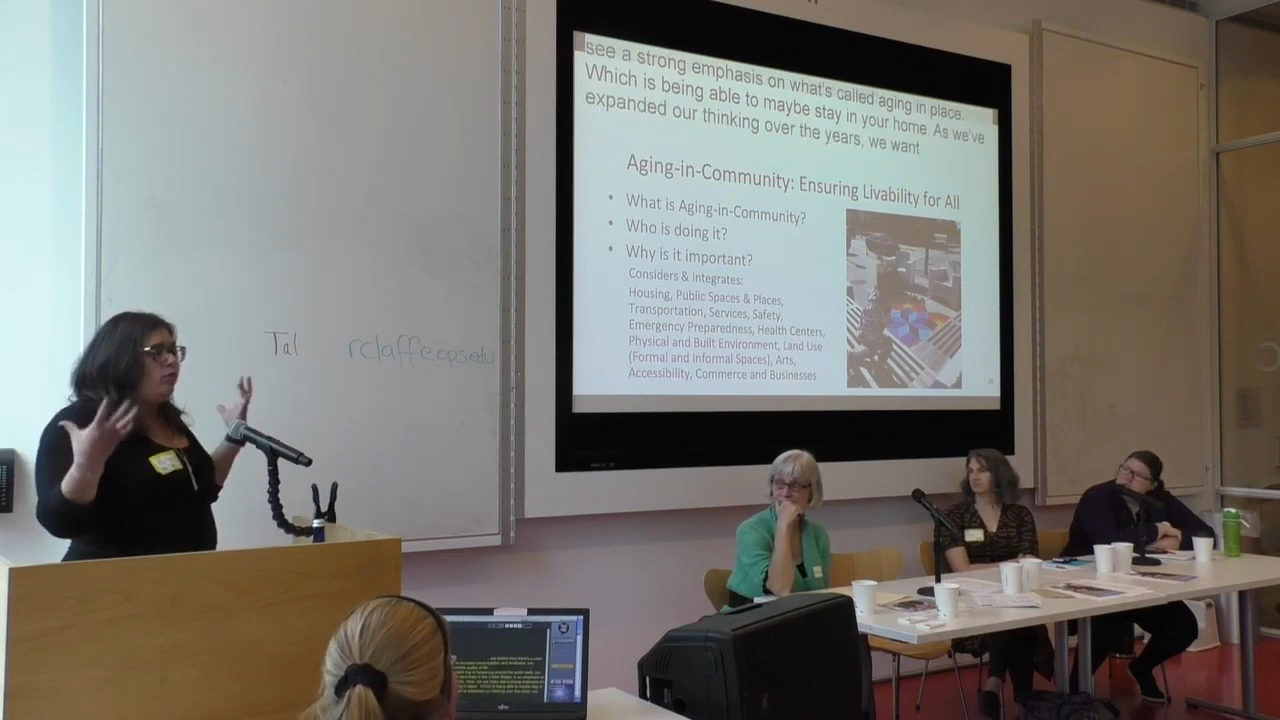 see a strong emphasis on what's called aging in place.
Which is being able to maybe stay in your home. As we've
expanded our thinking over the years, we want
Aging-in-Community: Ensuring Livability for All
• What is Aging-in-Community?
• Who is doing it?
• Why is it important?
Considers & Integrates:
Housing, Public Spaces & Places,
Transportation, Services, Safety,
Emergency Preparedness, Health Centers,
Physical and Built Environment, Land Use
(Formal and Informal Spaces), Arts,
Accessibility, Commerce and Businesses
Tal